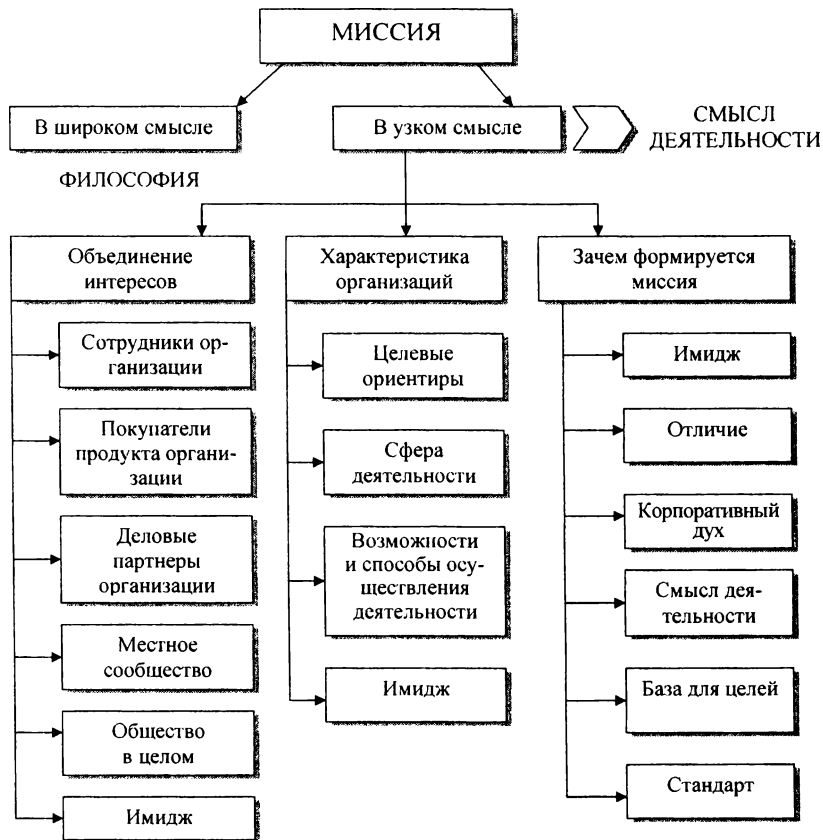 МИССИЯ
В широком смысле
В узком смысле
СМЫСЛ
ДЕЯТЕЛЬНОСТИ
ФИЛОСОФИЯ
Объединение
интересов
Сотрудники ор-
ганизации
Покупатели
продукта органи-
зации
Деловые
партнеры
организации
Местное
сообщество
Общество
в целом
Имидж
Характеристика
организаций
Целевые
ориентиры
Сфера
деятельности
Возможности
и способы осу-
ществления
деятельности
Имидж
Зачем формируется
миссия
Имидж
Отличие
Корпоративный
дух
Смысл дея-
тельности
База для целей
Стандарт